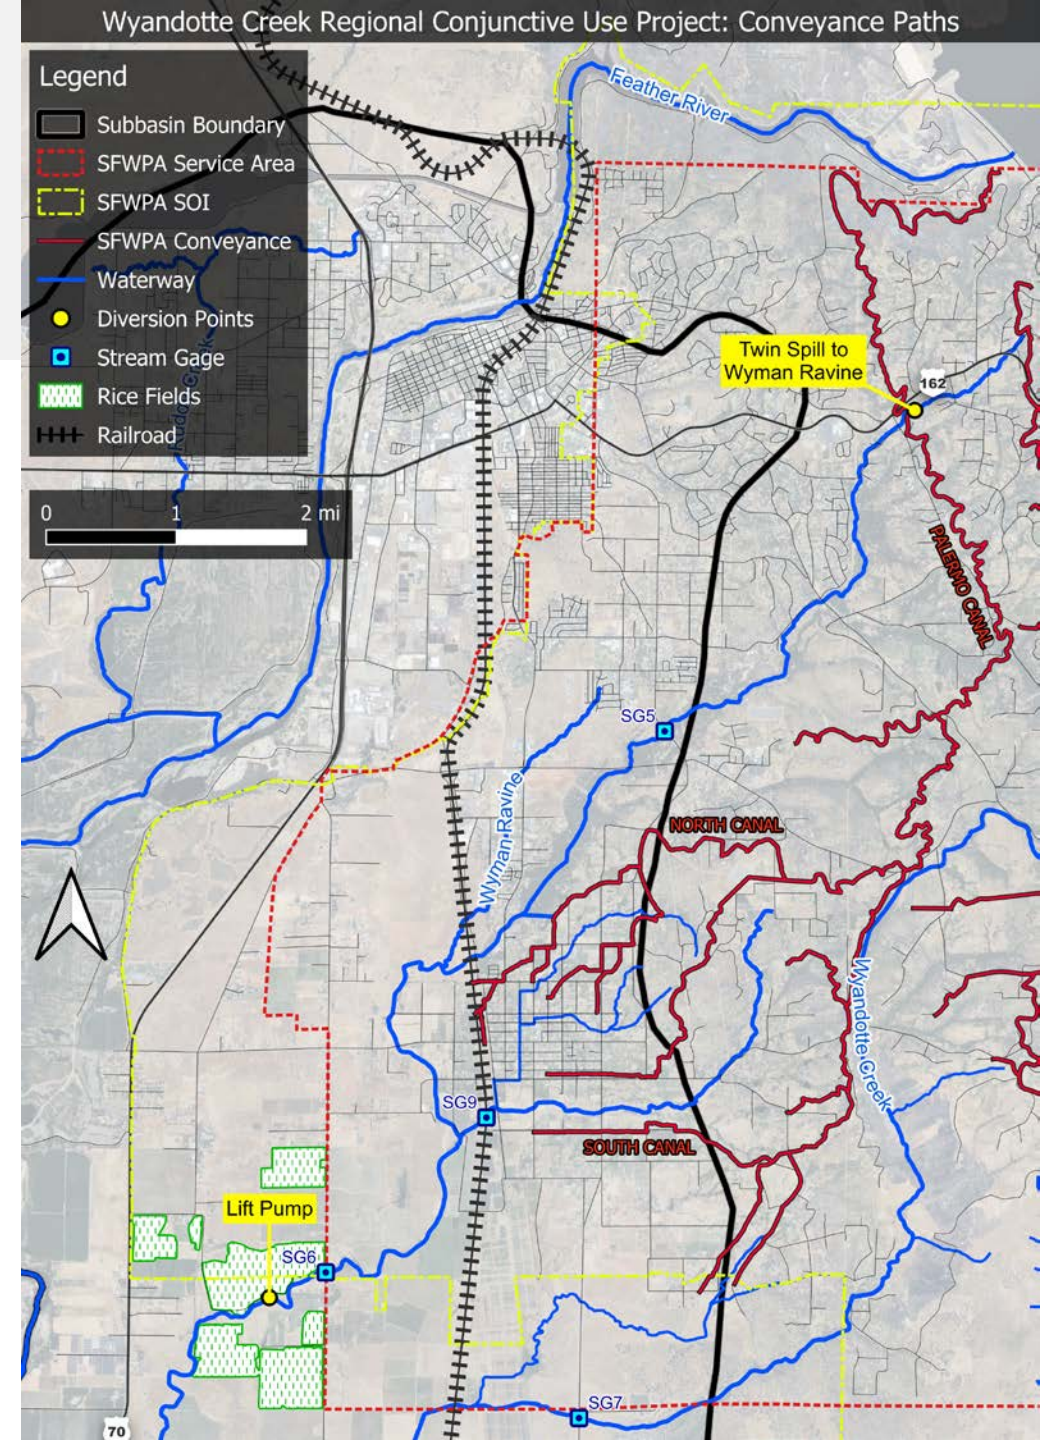 Wyandotte Creek Regional Conjunctive Use Project: Conveyance Paths
Legend
Subbasin Boundary
SFWPA Service Area
SFWPA SOI
SFWPA Conveyance
Waterway
Diversion Points
Stream Gage
Rice Fields
Railroad
0 1 2 mi
Feather River
Twin Spill to
Wyman Ravine
162
PALERMO CANAL
SG5
Wyman Ravine
NORTH CANAL
Wyandotte Creek
SG9
SOUTH CANAL
Lift Pump
SG6
SG7
70